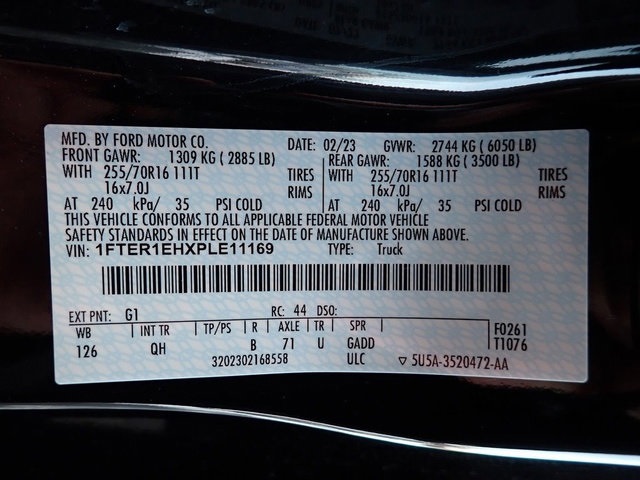 MFD. BY FORD MOTOR CO. DATE: 02/23 GVWR: 2744 KG ( 6050 LB)
FRONT GAWR: 1309 KG ( 2885 LB) REAR GAWR: 1588 KG ( 3500 LB)
WITH 255/70R16 111T TIRES WITH 255/70R16 111T TIRES
16x7.0J RIMS 16x7.0J RIMS
AT 240 kPa/ 35 PSI COLD AT 240 kPa/ 35 PSI COLD
THIS VEHICLE CONFORMS TO ALL APPLICABLE FEDERAL MOTOR VEHICLE
SAFETY STANDARDS IN EFFECT ON THE DATE OF MANUFACTURE SHOWN ABOVE.
VIN: 1FTER1EHXPLE11169 TYPE: Truck
EXT PNT: G1 RC: 44 DSO:
WB INT TR TP/PS R AXLE TR SPR F0261
126 QH B 71 U GADD T1076
3202302168558 ULC ▽ 5U5A-3520472-AA